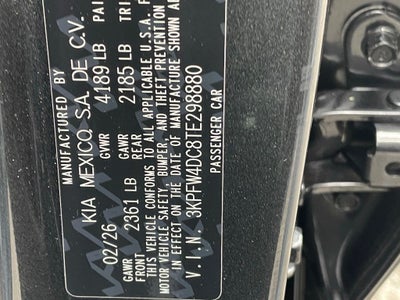 MANUFACTURED BY
KIA MEXICO, S.A. DE C.V.
02/26 GVWR 4189 LB PAI
GAWR GAWR TRI
FRONT 2361 LB REAR 2185 LB
THIS VEHICLE CONFORMS TO ALL APPLICABLE U.S.A. F
MOTOR VEHICLE SAFETY, BUMPER, AND THEFT PREVENTION
IN EFFECT ON THE DATE OF MANUFACTURE SHOWN AB
V. I. N. 3KPFW4DC8TE298880
PASSENGER CAR